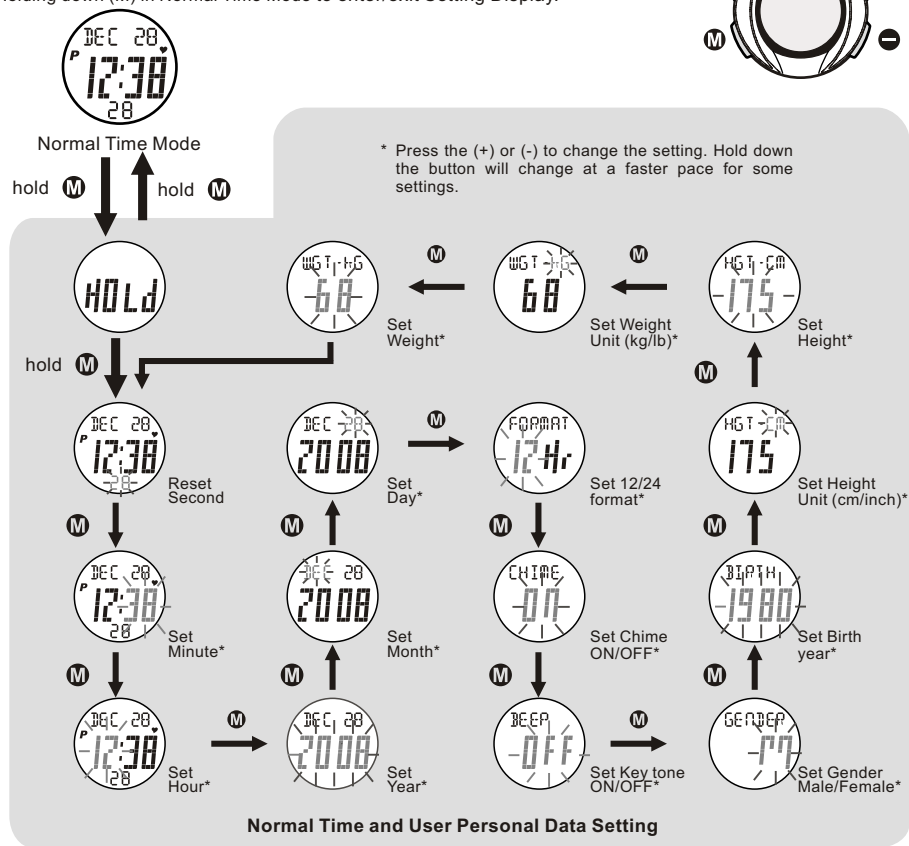 holding down (M) in Normal Time Mode to enter/exit Setting Display.
M
DEC 28
P
12:38
28
Normal Time Mode
* Press the (+) or (-) to change the setting. Hold down
the button will change at a faster pace for some
settings.
hold M
hold M
HOLd
hold M
WGT-KG
68
Set
Weight*
M
WGT-KG
68
Set Weight
Unit (kg/lb)*
M
HGT-CM
175
Set
Height*
M
DEC 28
P
12:38
28
Reset
Second
M
DEC 28
2008
Set
Day*
M
FORMAT
12Hr
Set 12/24
format*
M
HGT-CM
175
Set Height
Unit (cm/inch)*
M
DEC 28
P
12:38
28
Set
Minute*
M
DEC 28
2008
Set
Month*
M
CHIME
ON
Set Chime
ON/OFF*
M
BIRTH
1980
Set Birth
year*
M
DEC 28
P
12:38
28
Set
Hour*
M
DEC 28
2008
Set
Year*
M
BEEP
OFF
Set Key tone
ON/OFF*
M
GENDER
M
Set Gender
Male/Female*
M
Normal Time and User Personal Data Setting